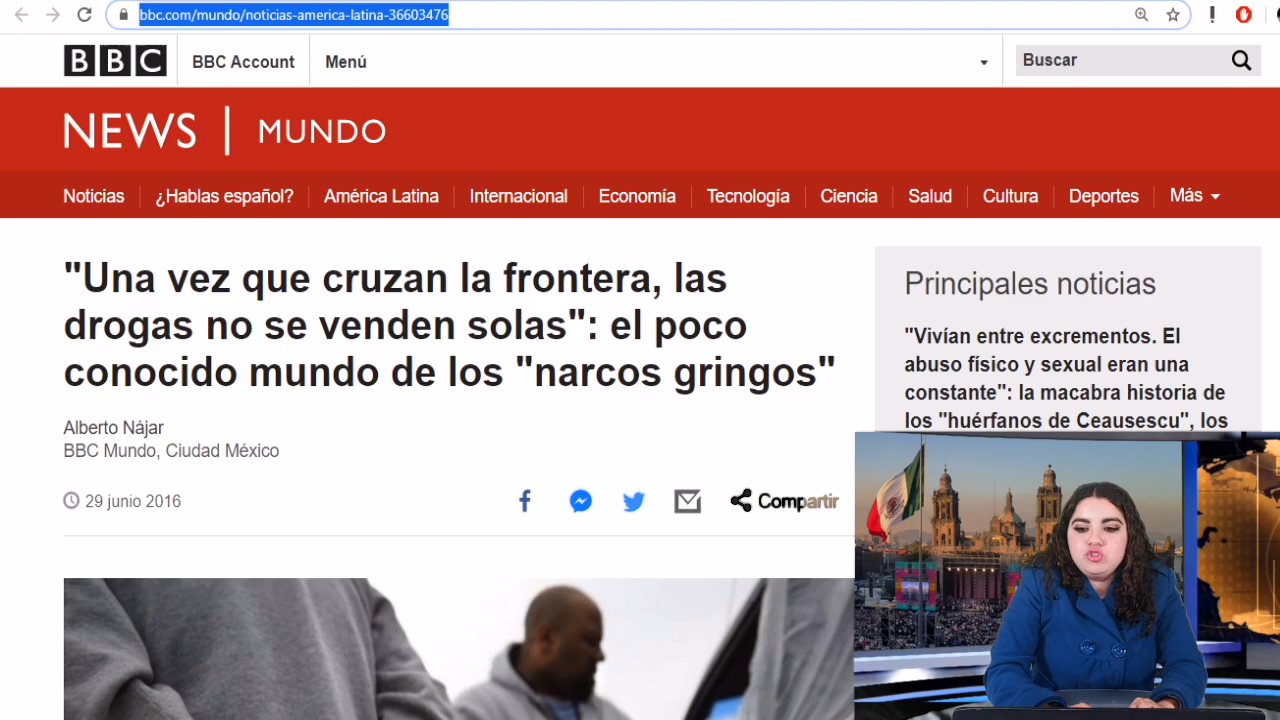 bbc.com/mundo/noticias-america-latina-36603476
BBC
BBC Account
Menú
Buscar
NEWS | MUNDO
Noticias
¿Hablas español?
América Latina
Internacional
Economía
Tecnología
Ciencia
Salud
Cultura
Deportes
Más
"Una vez que cruzan la frontera, las
drogas no se venden solas": el poco
conocido mundo de los "narcos gringos"
Alberto Nájar
BBC Mundo, Ciudad México
29 junio 2016
Compartir
Principales noticias
"Vivían entre excrementos. El
abuso físico y sexual eran una
constante": la macabra historia de
los "huérfanos de Ceausescu", los